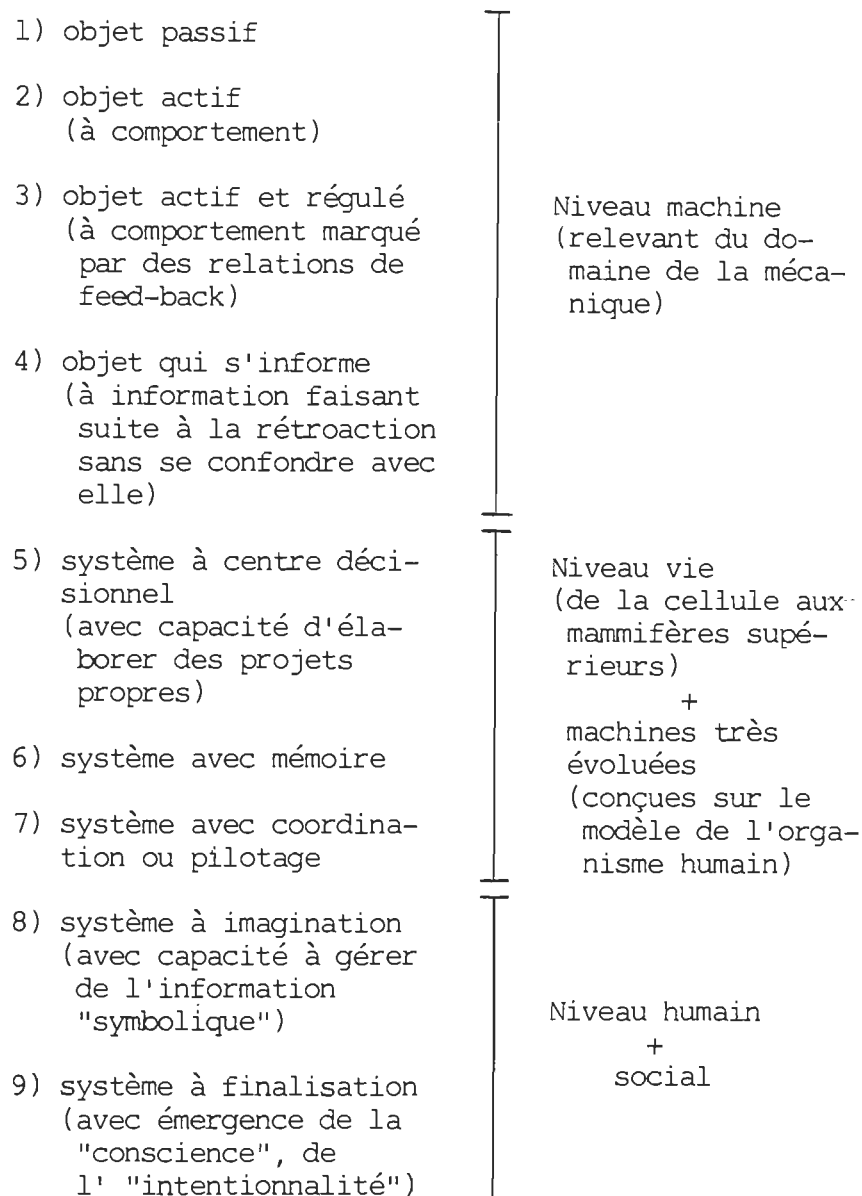 1) objet passif
2) objet actif
(à comportement)
3) objet actif et régulé
(à comportement marqué
par des relations de
feed-back)
4) objet qui s'informe
(à information faisant
suite à la rétroaction
sans se confondre avec
elle)
Niveau machine
(relevant du do-
maine de la méca-
nique)
5) système à centre déci-
sionnel
(avec capacité d'éla-
borer des projets
propres)
6) système avec mémoire
7) système avec coordina-
tion ou pilotage
Niveau vie
(de la cellule aux
mammifères supé-
rieurs)
+
machines très
évoluées
(conçues sur le
modèle de l'orga-
nisme humain)
8) système à imagination
(avec capacité à gérer
de l'information
"symbolique")
9) système à finalisation
(avec émergence de la
"conscience", de
l' "intentionnalité")
Niveau humain
+
social